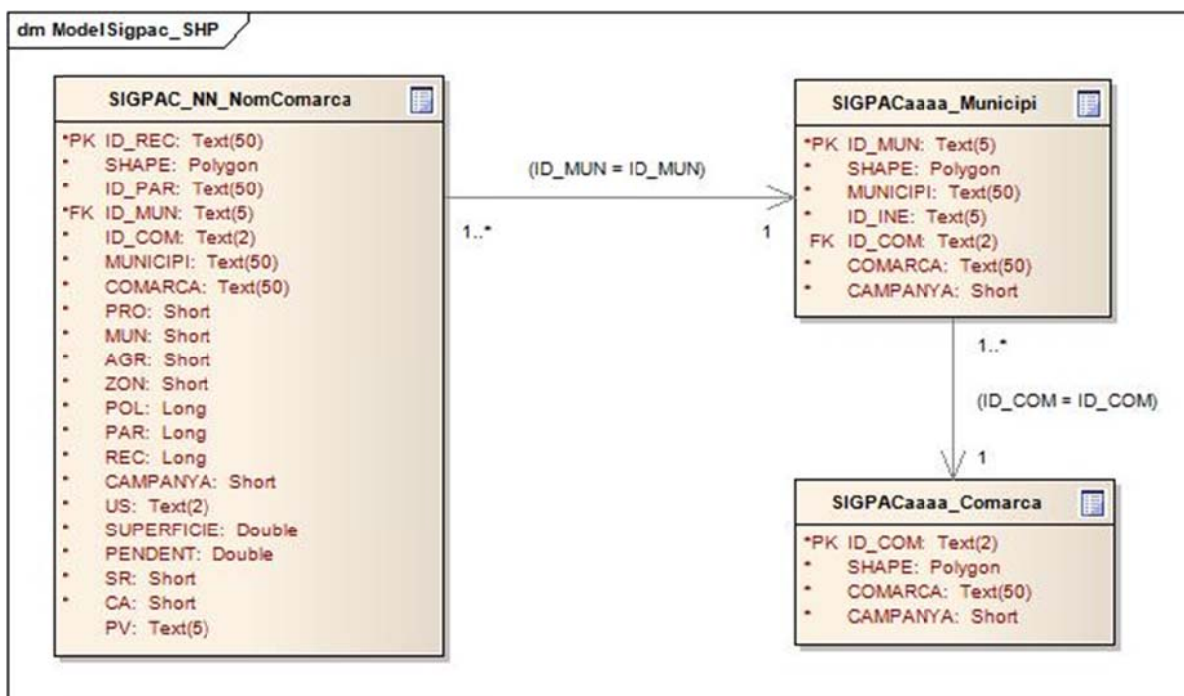 dm ModelSigpac_SHP
SIGPAC_NN_NomComarca
*PK ID_REC: Text(50)
* SHAPE: Polygon
* ID_PAR: Text(50)
*FK ID_MUN: Text(5)
* ID_COM: Text(2)
* MUNICIPI: Text(50)
* COMARCA: Text(50)
* PRO: Short
* MUN: Short
* AGR: Short
* ZON: Short
* POL: Long
* PAR: Long
* REC: Long
* CAMPANYA: Short
* US: Text(2)
* SUPERFICIE: Double
* PENDENT: Double
* SR: Short
* CA: Short
PV: Text(5)
(ID_MUN = ID_MUN)
1..*
1
SIGPACaaaa_Municipi
*PK ID_MUN: Text(5)
* SHAPE: Polygon
* MUNICIPI: Text(50)
* ID_INE: Text(5)
FK ID_COM: Text(2)
* COMARCA: Text(50)
* CAMPANYA: Short
1..*
(ID_COM = ID_COM)
1
SIGPACaaaa_Comarca
*PK ID_COM: Text(2)
* SHAPE: Polygon
* COMARCA: Text(50)
* CAMPANYA: Short